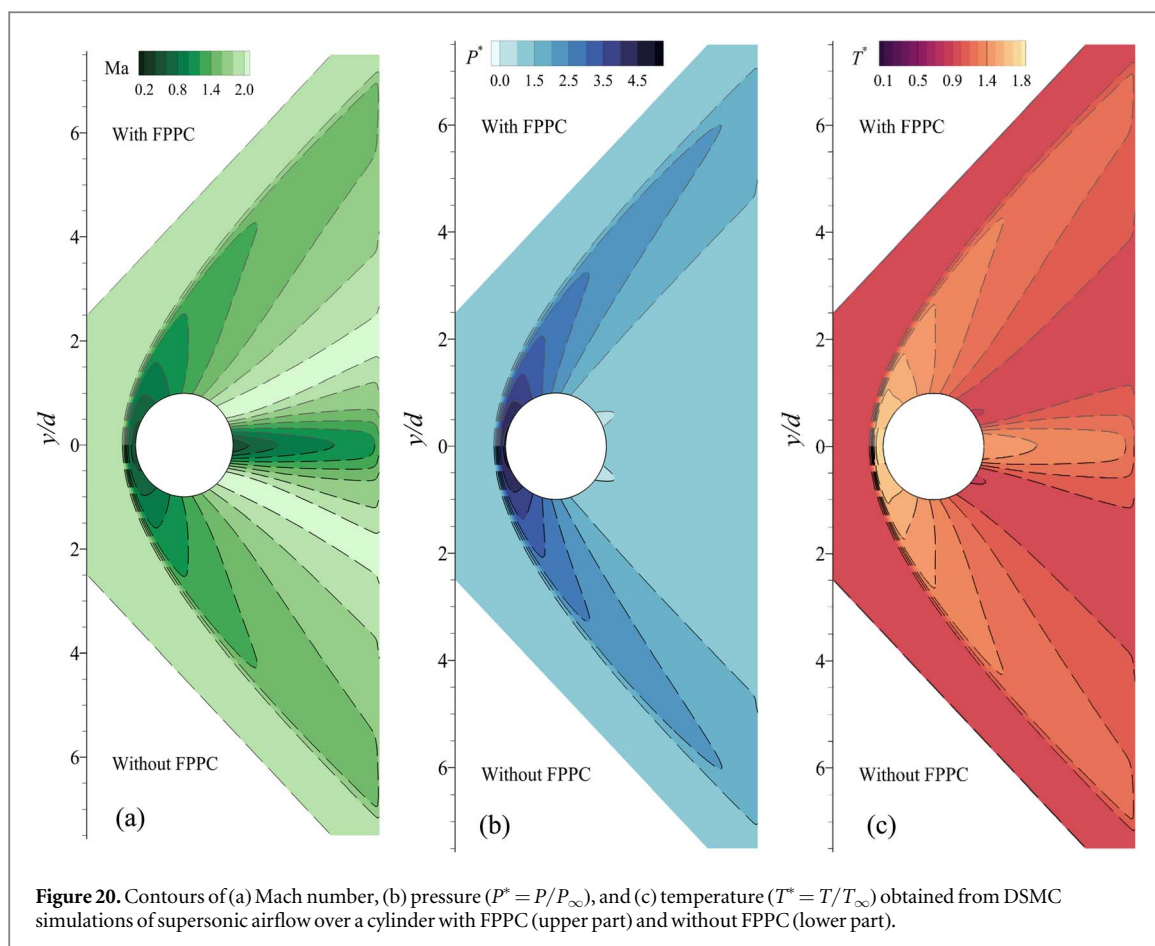 Ma
0.2 0.8 1.4 2.0
With FPPC
6
4
2
0
2
4
6
y/d
Without FPPC
(a)
P*
0.0 1.5 2.5 3.5 4.5
With FPPC
6
4
2
0
2
4
6
y/d
Without FPPC
(b)
T*
0.1 0.5 0.9 1.4 1.8
With FPPC
6
4
2
0
2
4
6
y/d
Without FPPC
(c)
Figure 20. Contours of (a) Mach number, (b) pressure (P* = P/P∞), and (c) temperature (T* = T/T∞) obtained from DSMC
simulations of supersonic airflow over a cylinder with FPPC (upper part) and without FPPC (lower part).